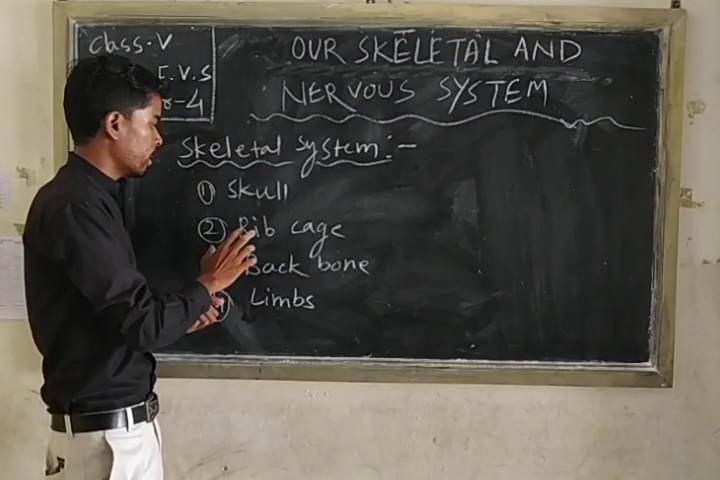 Class-V
E.V.S
-4
OUR SKELETAL AND
NERVOUS SYSTEM
Skeletal System:-
① Skull
② Rib cage
Back bone
Limbs